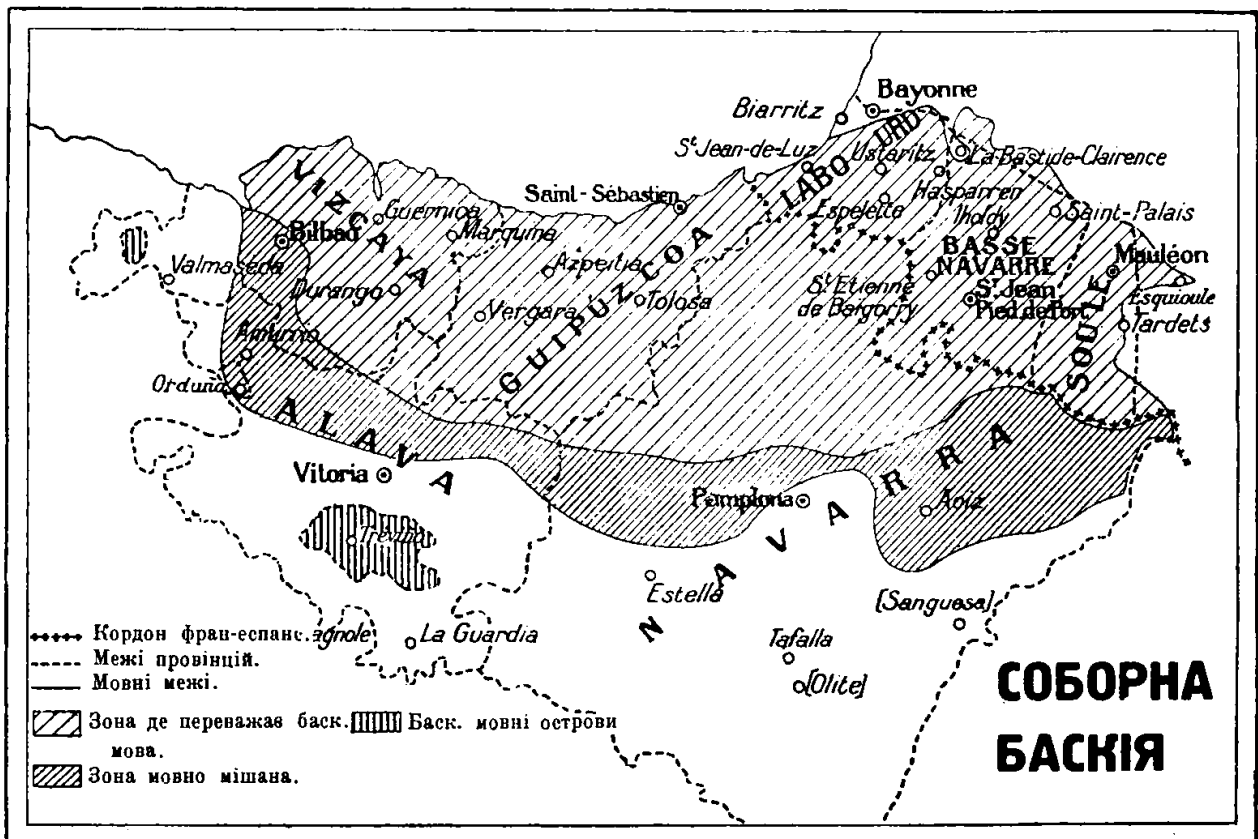 Bayonne
Biarritz
St Jean-de-Luz
LABOURD
Ustaritz
La Bastide-Clairence
Hasparren
VIZCAYA
Guernica
Marquina
Saint-Sébastien
Espelette
Iholdy
Saint-Palais
Bilbao
Valmaseda
Azpeitia
GUIPUZCOA
BASSE
NAVARRE
Mauléon
Durango
Vergara
Tolosa
St Etienne
de Baigorry
St Jean
Pied de Port
SOULE
Esquioule
Tardets
Amurrio
Orduna
ALAVA
Vitoria
Pamplona
NAVARRA
Aoiz
Trevino
Estella
[Sanguesa]
La Guardia
Tafalla
[Olite]
Кордон фран-еспанс.agnole
Межі провінцій.
Мовні межі.
Зона де переважає баск.
мова.
Баск. мовні острови
Зона мовно мішана.
СОБОРНА
БАСКІЯ